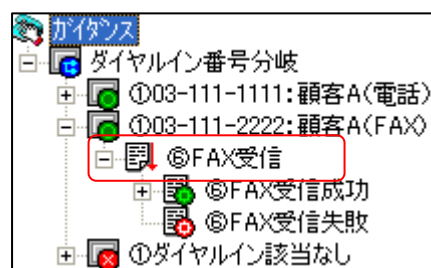 ガイダンス
ダイヤルイン番号分岐
①03-111-1111:顧客A(電話)
①03-111-2222:顧客A(FAX)
⑥FAX受信
⑥FAX受信成功
⑥FAX受信失敗
①ダイヤルイン該当なし